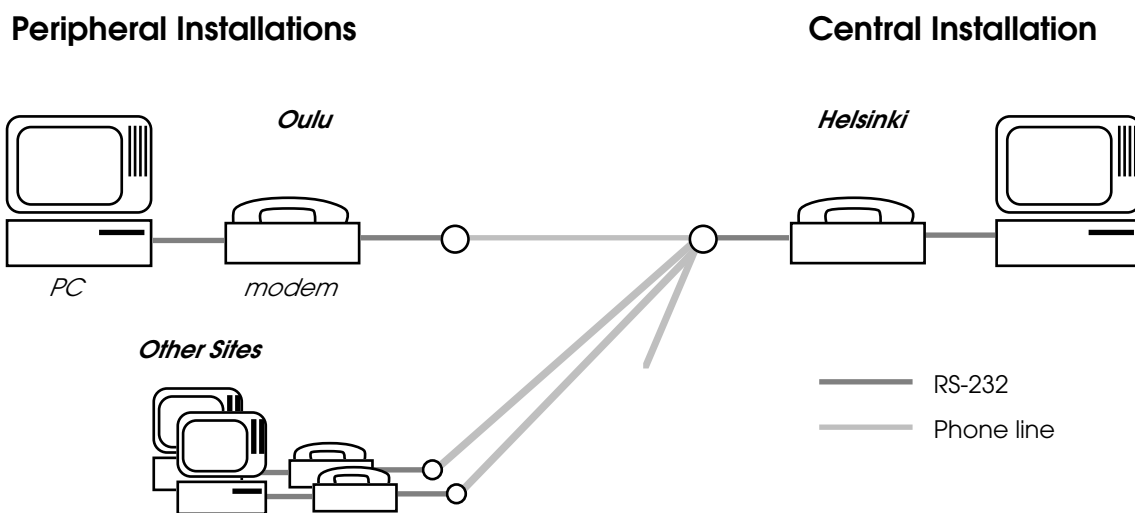 Peripheral Installations
Central Installation
Oulu
Helsinki
PC
modem
Other Sites
RS-232
Phone line